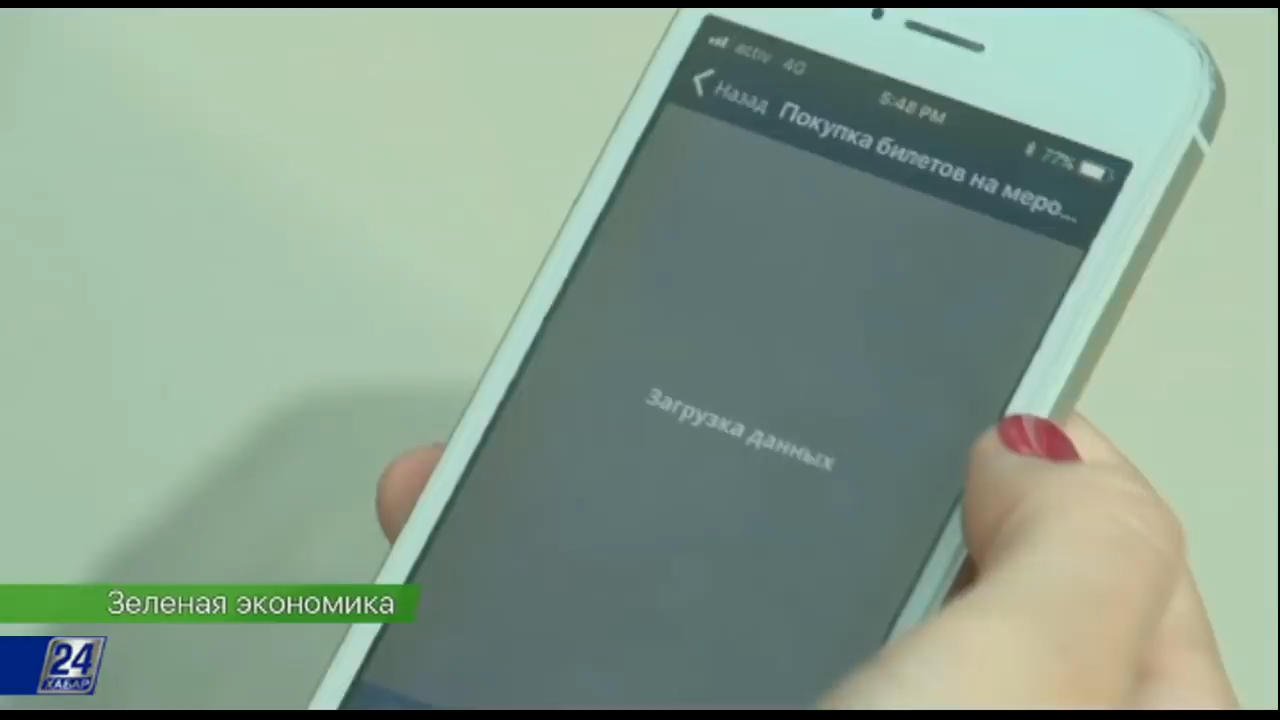 activ 4G
5:48 PM
77%
Назад Покупка билетов на меро...
Загрузка данных
Зеленая экономика
24
ХАБАР